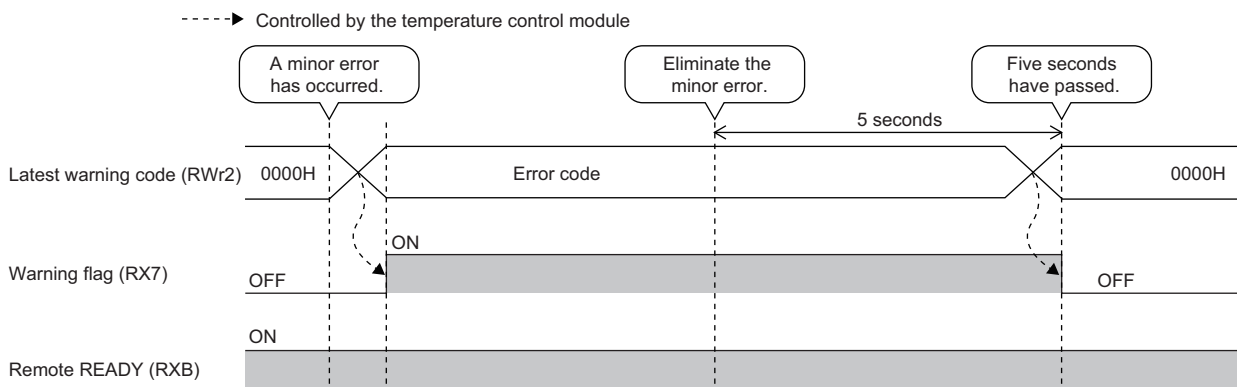 Controlled by the temperature control module
A minor error
has occurred.
Eliminate the
minor error.
Five seconds
have passed.
5 seconds
Latest warning code (RWr2)
0000H
Error code
0000H
ON
Warning flag (RX7)
OFF
OFF
ON
Remote READY (RXB)